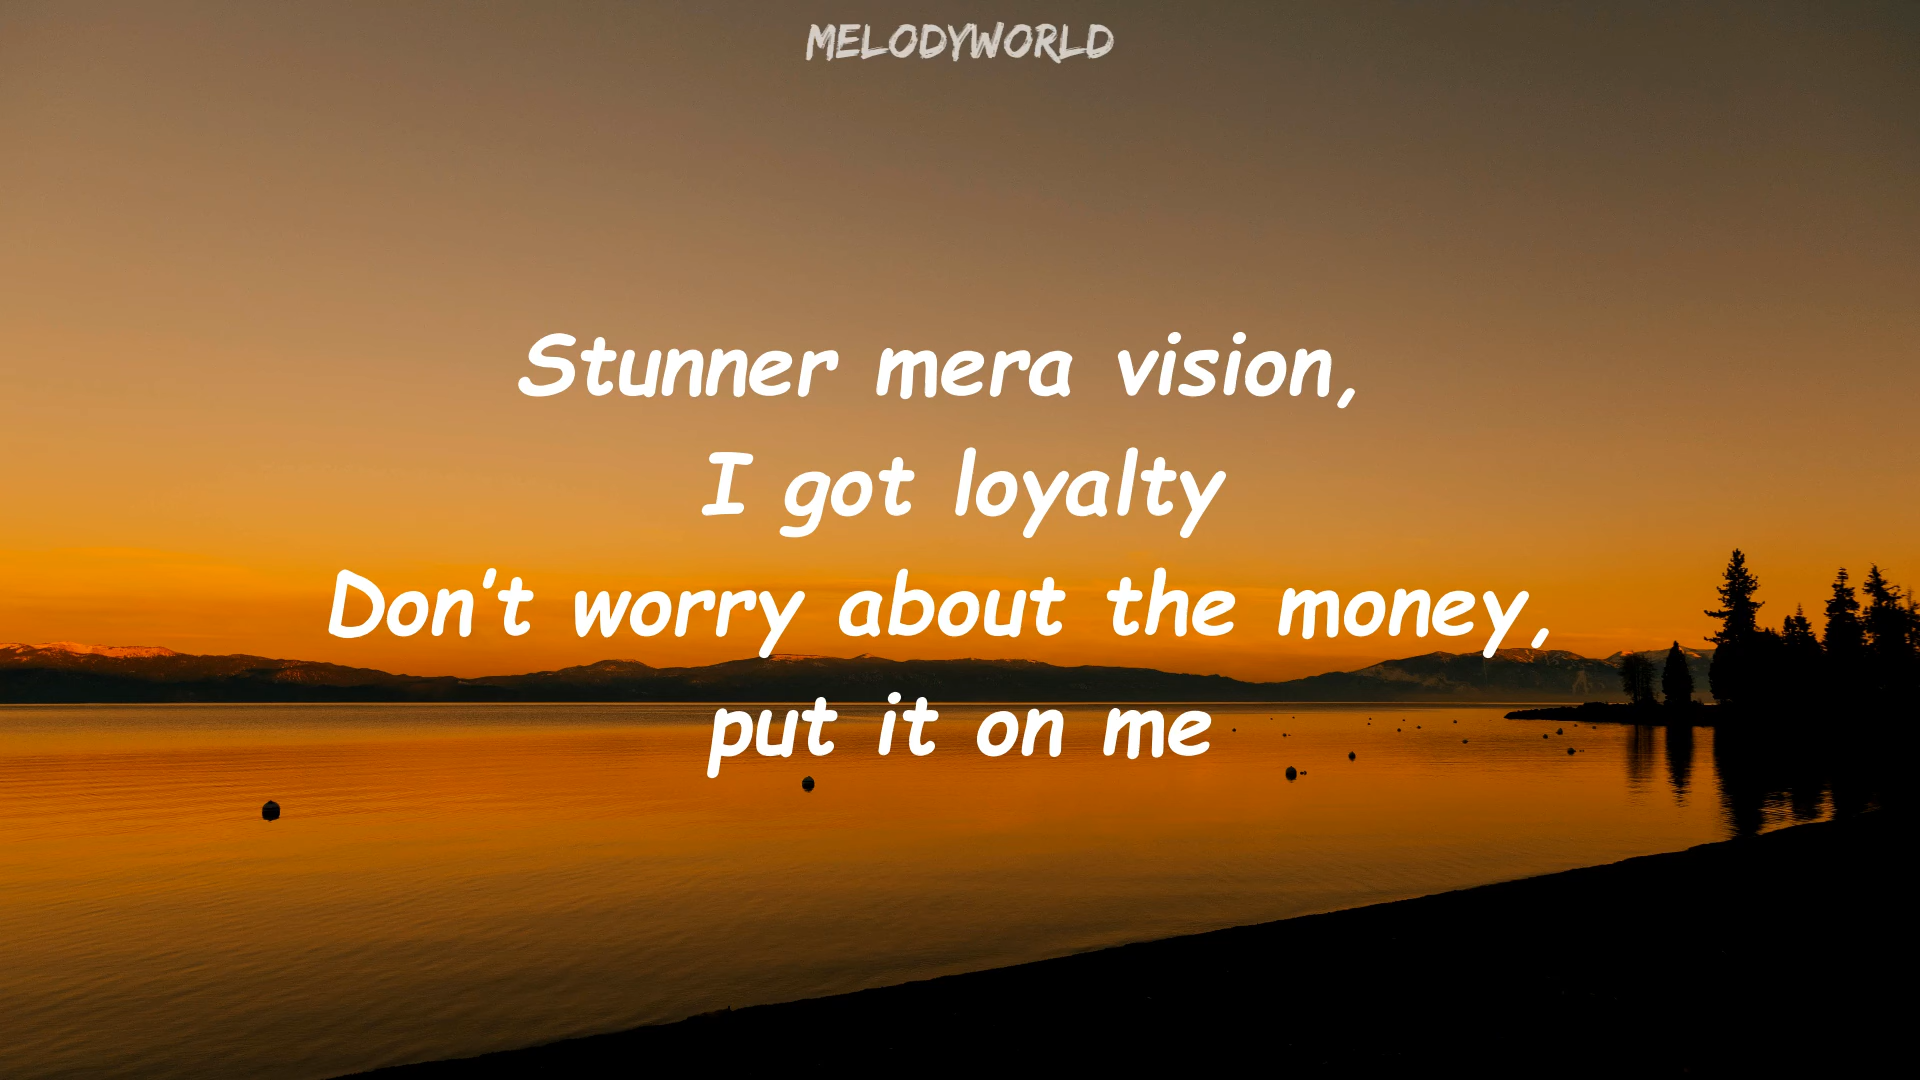 MELODYWORLD
Stunner mera vision,
I got loyalty
Don't worry about the money,
put it on me